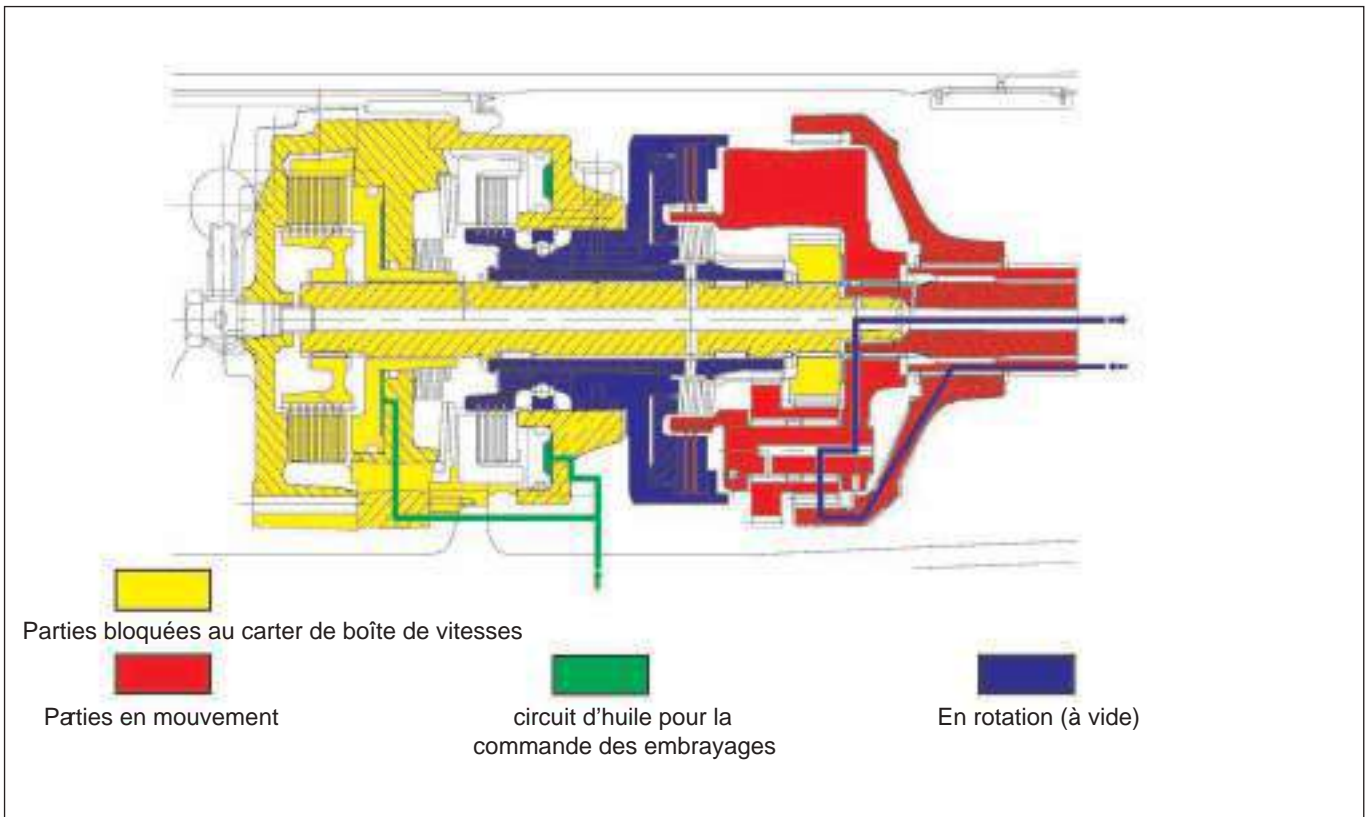 Parties bloquées au carter de boîte de vitesses
Parties en mouvement
circuit d'huile pour la
commande des embrayages
En rotation (à vide)